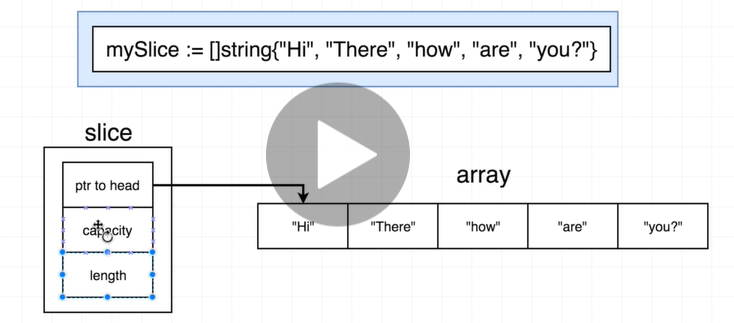 mySlice := []string{"Hi", "There", "how", "are", "you?"}
slice
ptr to head
capacity
length
array
"Hi" "There" "how" "are" "you?"